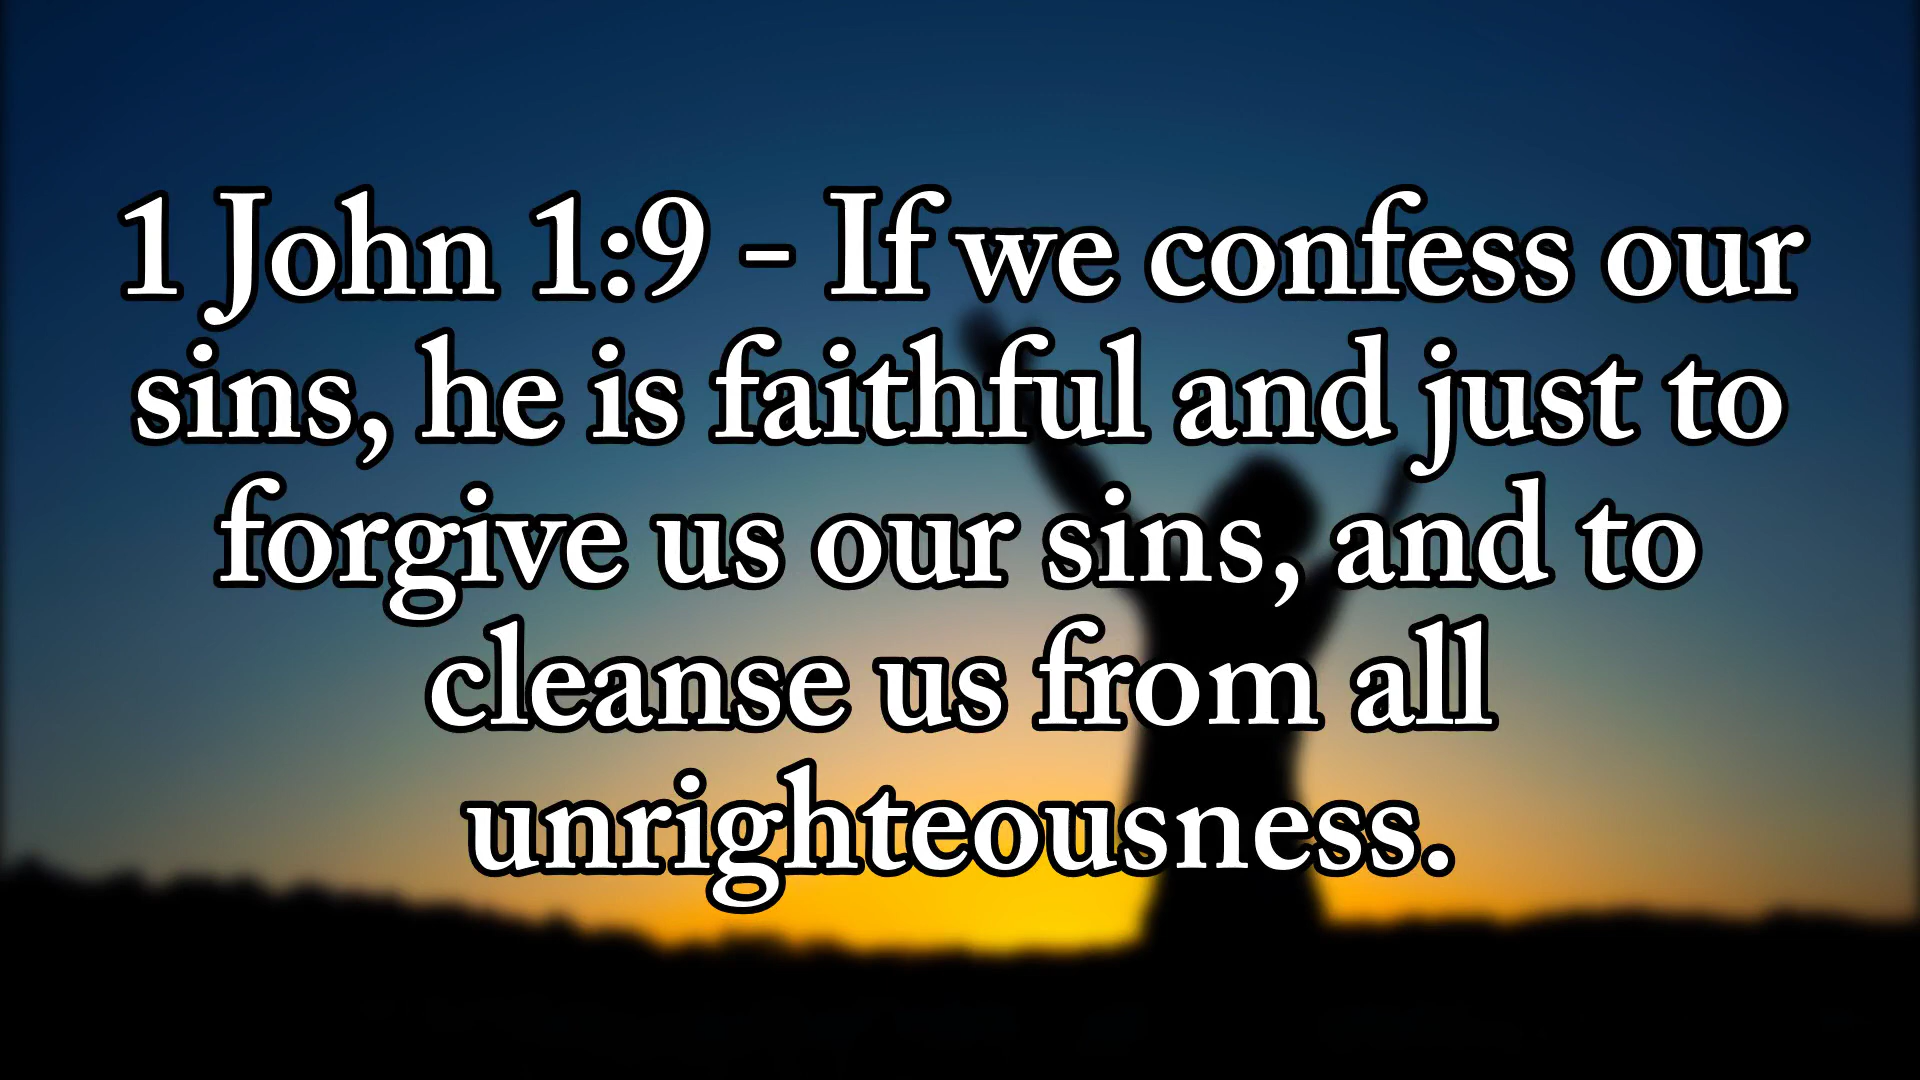 1 John 1:9 - If we confess our
sins, he is faithful and just to
forgive us our sins, and to
cleanse us from all
unrighteousness.